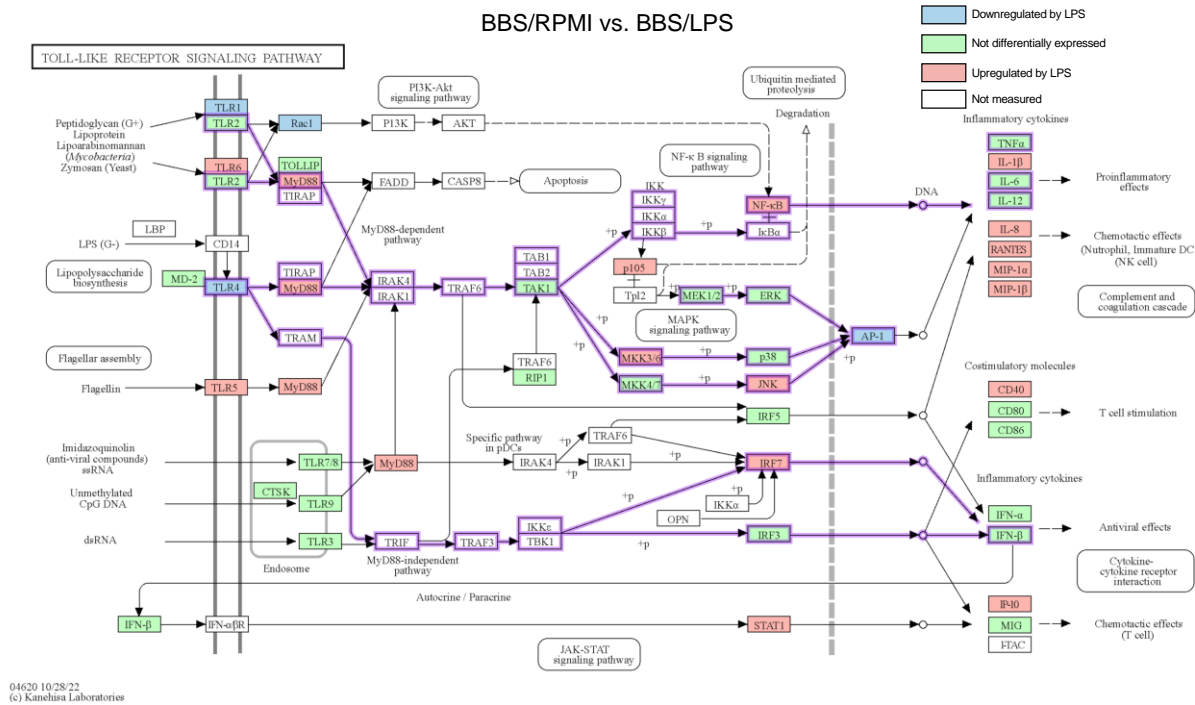 BBS/RPMI vs. BBS/LPS
Downregulated by LPS
Not differentially expressed
Upregulated by LPS
Not measured
TOLL-LIKE RECEPTOR SIGNALING PATHWAY
Peptidoglycan (G+)
Lipoprotein
Lipoarabinomannan
(Mycobacteria)
Zymosan (Yeast)
TLR1
TLR2
TLR6
TLR2
Rac1
TOLLIP
MyD88
TIRAP
PI3K-Akt
signaling pathway
PI3K
AKT
FADD
CASP8
Apoptosis
Ubiquitin mediated
proteolysis
Degradation
NF-κ B signaling
pathway
IKK
IKKγ
IKKα
IKKβ
+p
+p
NF-κB
IκBα
DNA
Inflammatory cytokines
TNFα
IL-1β
IL-6
IL-12
Proinflammatory
effects
LBP
LPS (G-)
CD14
MyD88-dependent
pathway
Lipopolysaccharide
biosynthesis
MD-2
TLR4
TIRAP
MyD88
IRAK4
IRAK1
TRAF6
TAB1
TAB2
TAK1
p105
Tpl2
+p
MEK1/2
+p
ERK
IL-8
RANTES
MIP-1α
MIP-1β
Chemotactic effects
(Nutrophil, Immature DC
(NK cell)
Complement and
coagulation cascade
TRAM
MAPK
signaling pathway
+p
+p
MKK3/6
+p
p38
MKK4/7
+p
JNK
+p
AP-1
Flagellar assembly
Flagellin
TLR5
MyD88
TRAF6
RIP1
IRF5
Costimulatory molecules
CD40
CD80
CD86
T cell stimulation
Imidazoquinolin
(anti-viral compounds)
ssRNA
TLR7/8
MyD88
Specific pathway
in pDCs
IRAK4
+p
+p
TRAF6
IRAK1
+p
IRF7
Unmethylated
CpG DNA
CTSK
TLR9
+p
IKKα
+p
OPN
dsRNA
TLR3
Endosome
TRIF
MyD88-independent
pathway
TRAF3
IKKε
TBK1
+p
IRF3
Inflammatory cytokines
IFN-α
IFN-β
Antiviral effects
Cytokine-
cytokine receptor
interaction
Autocrine / Paracrine
IFN-β
IFN-αβR
STAT1
IP-10
MIG
I-TAC
Chemotactic effects
(T cell)
JAK-STAT
signaling pathway
04620 10/28/22
(c) Kanehisa Laboratories